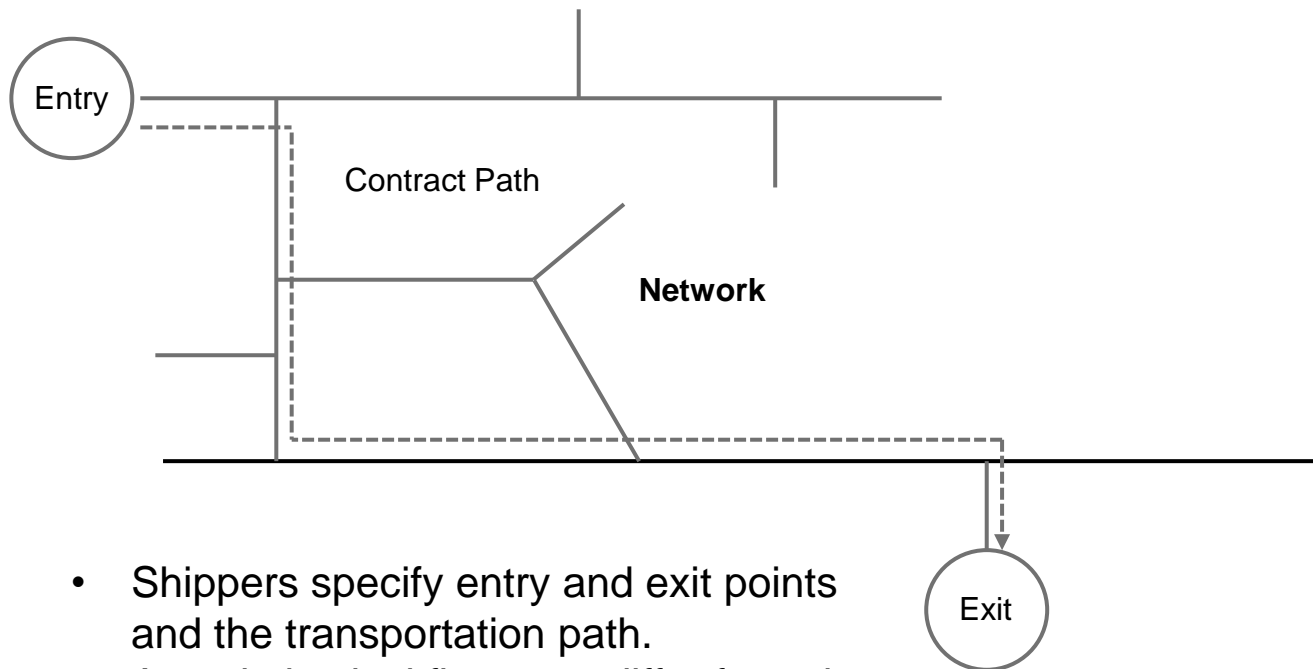 Entry
Contract Path
Network
• Shippers specify entry and exit points
and the transportation path.
Exit